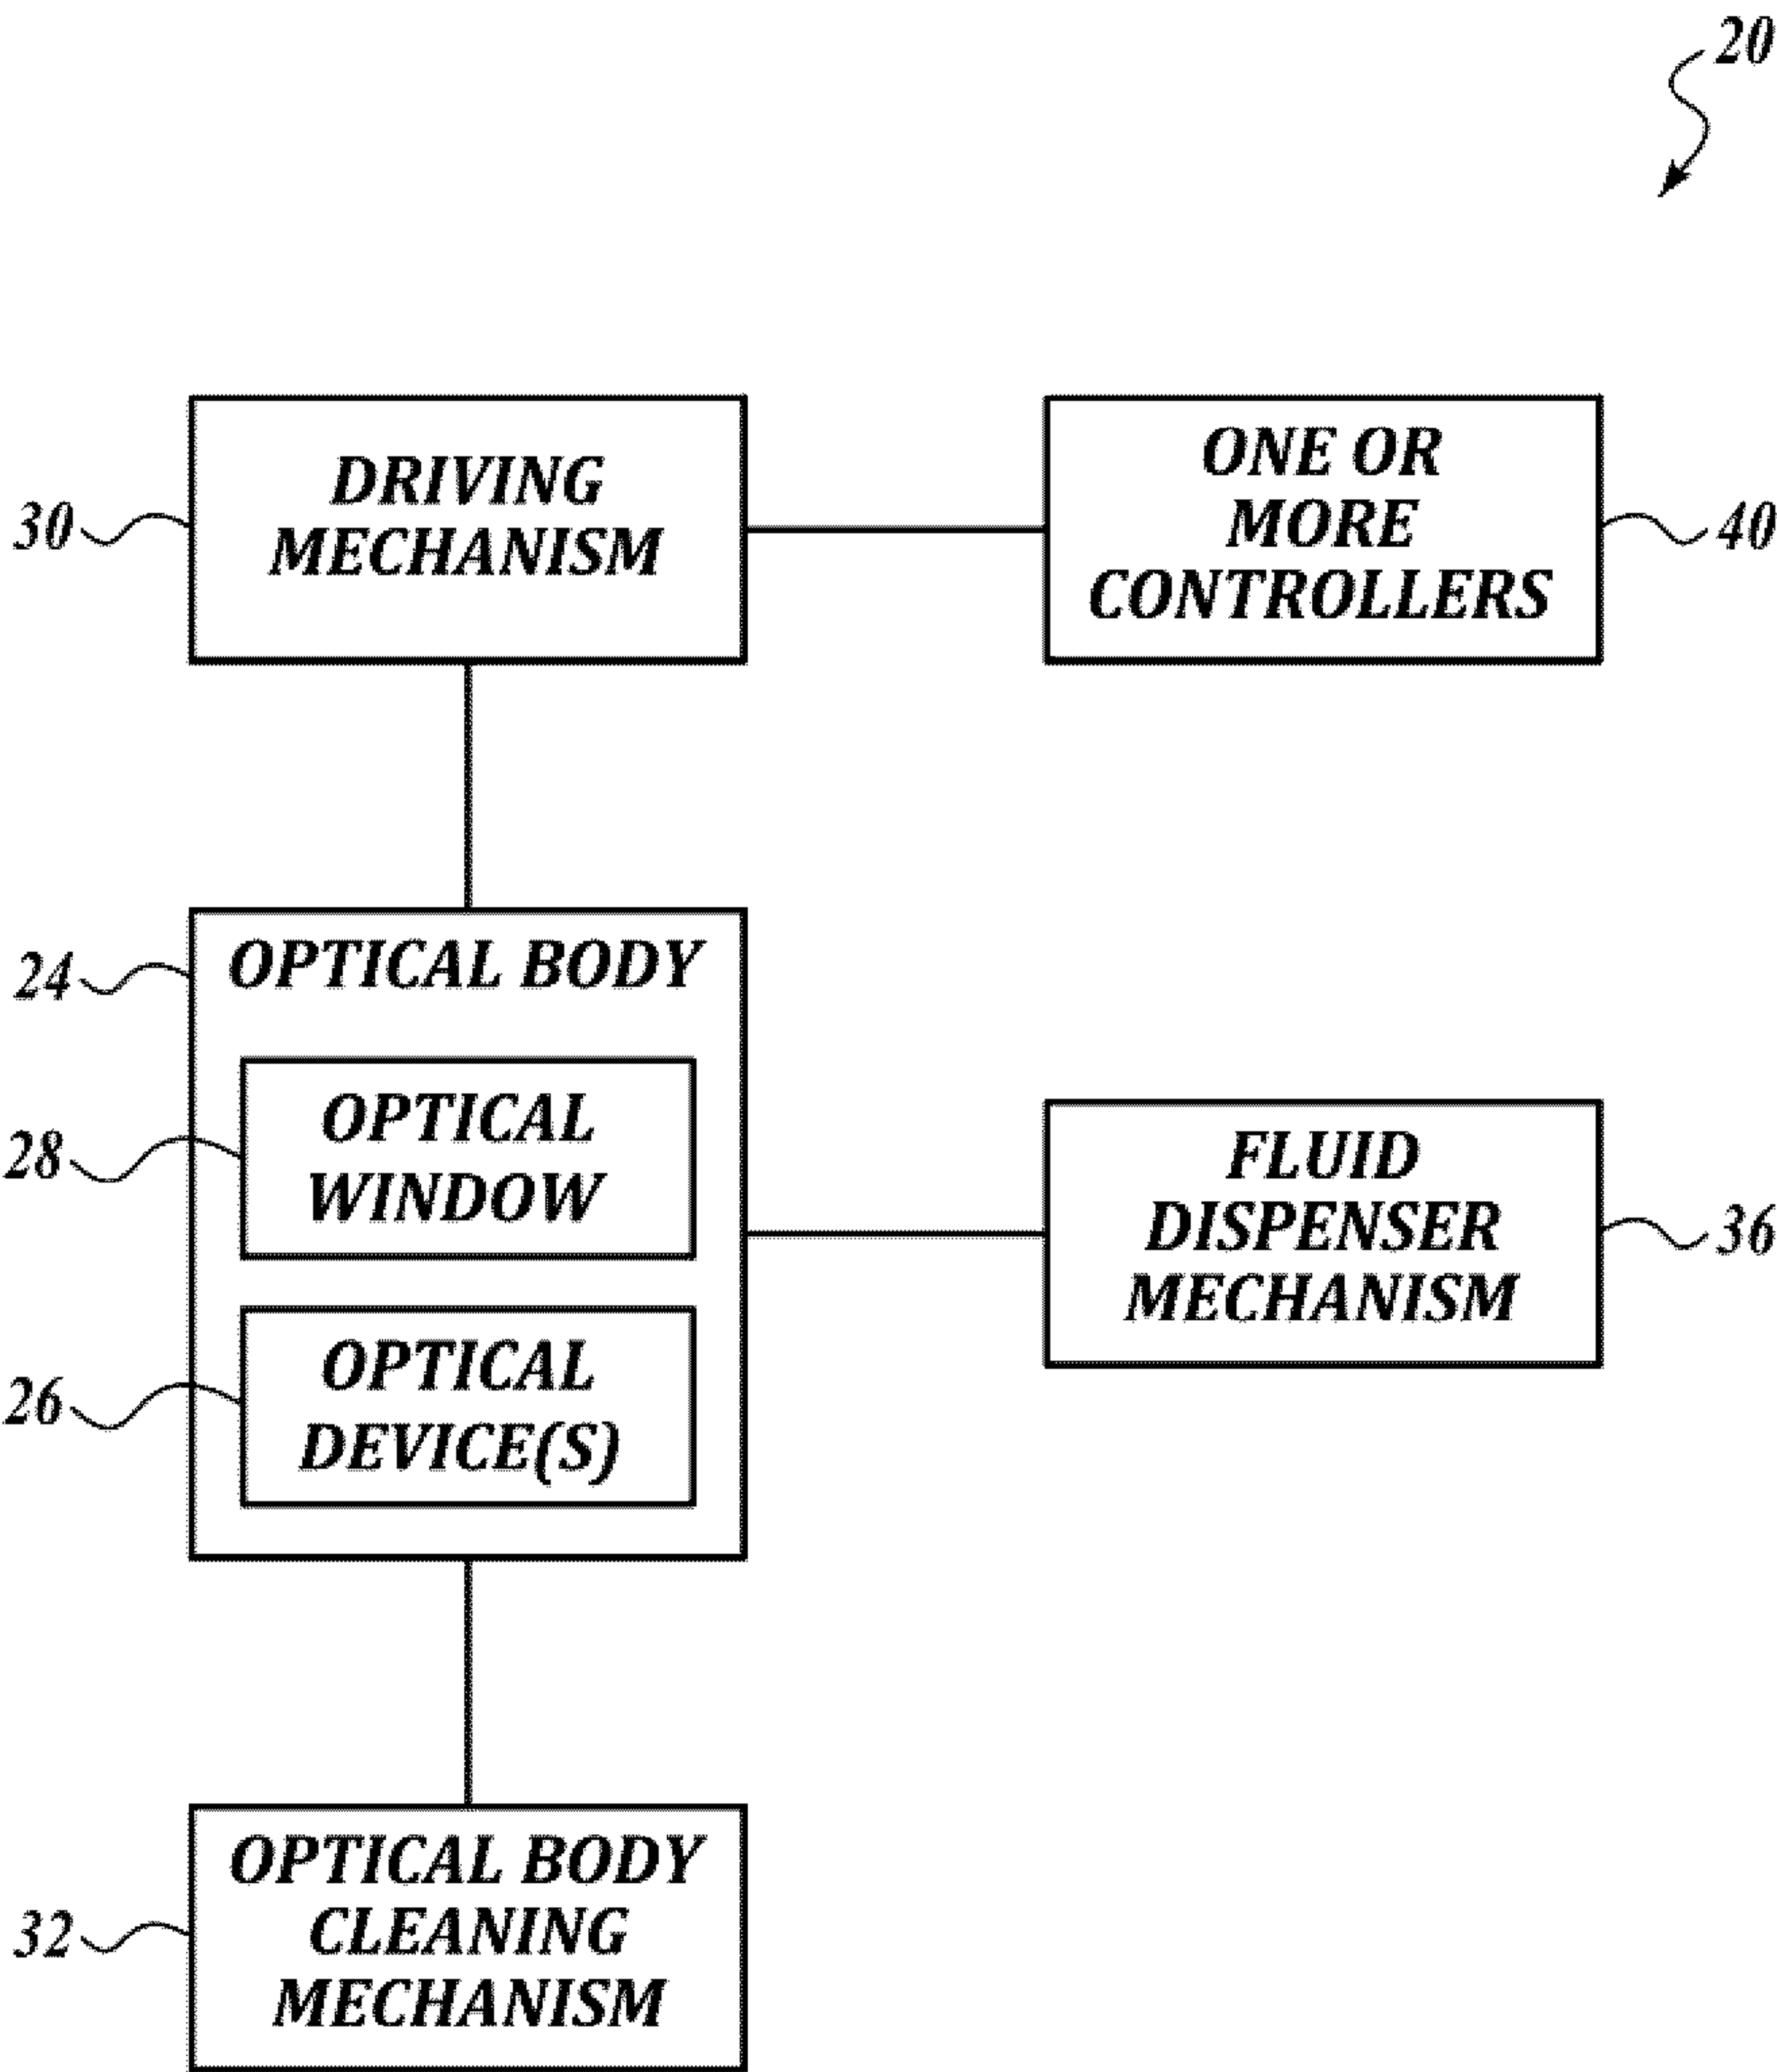 20
DRIVING
MECHANISM
30
ONE OR
MORE
CONTROLLERS
40
24
OPTICAL BODY
28
OPTICAL
WINDOW
26
OPTICAL
DEVICE(S)
FLUID
DISPENSER
MECHANISM
36
32
OPTICAL BODY
CLEANING
MECHANISM